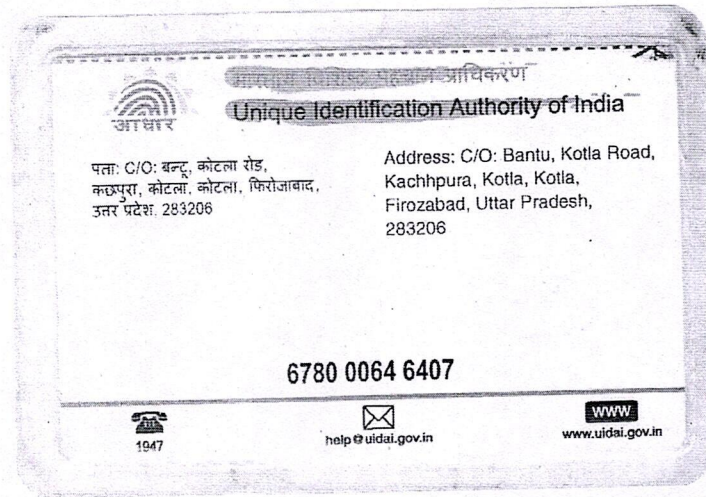 भारतीय विशिष्ट पहचान प्राधिकरण
Unique Identification Authority of India
आधार
पता: C/O: बन्टू, कोटला रोड,
कछपुरा, कोटला, कोटला, फिरोजाबाद,
उत्तर प्रदेश, 283206
Address: C/O: Bantu, Kotla Road,
Kachhpura, Kotla, Kotla,
Firozabad, Uttar Pradesh,
283206
6780 0064 6407
1947
help@uidai.gov.in
WWW
www.uidai.gov.in